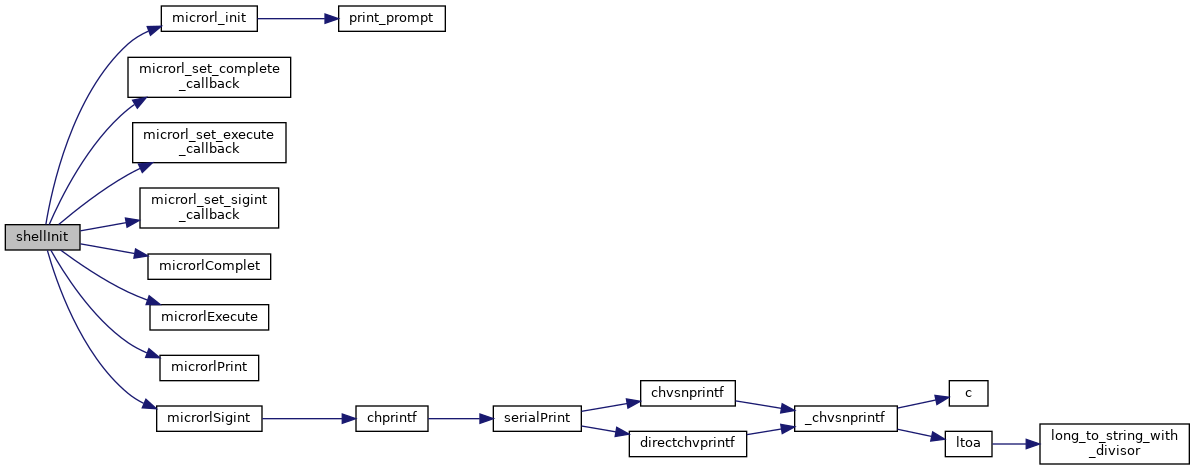 microrl_init
print_prompt
microrl_set_complete
_callback
microrl_set_execute
_callback
microrl_set_sigint
_callback
shellInit
microrlComplet
microrlExecute
microrlPrint
microrlSigint
chprintf
serialPrint
chvsnprintf
directchvprintf
_chvsnprintf
c
ltoa
long_to_string_with
_divisor